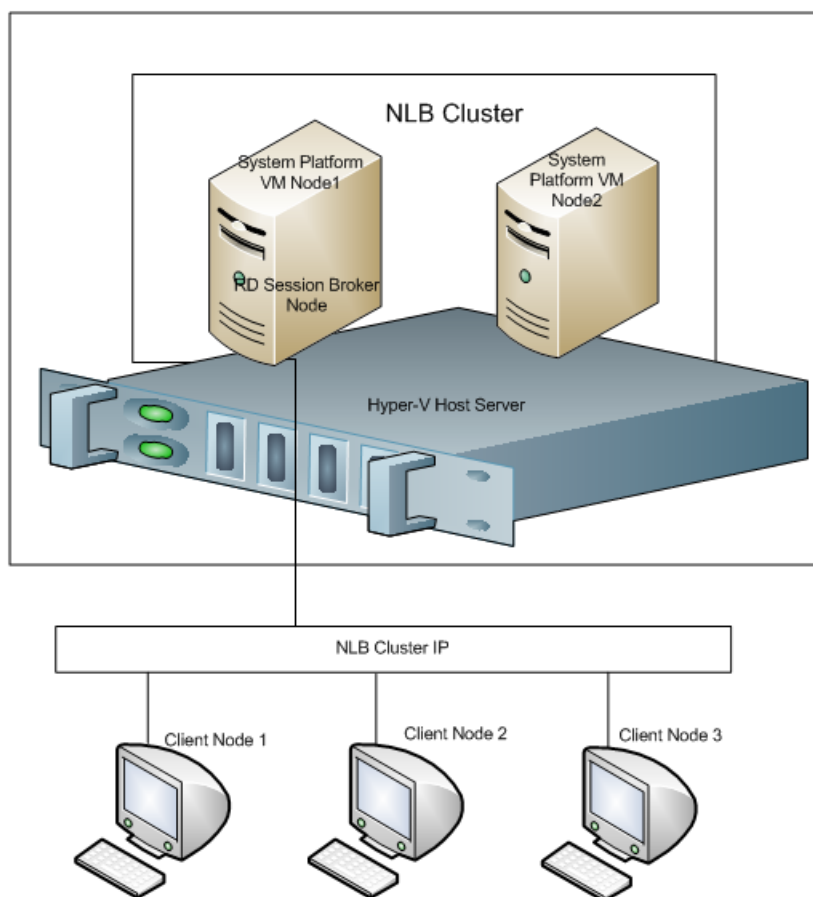 NLB Cluster
System Platform
VM Node1
System
Platform VM
Node2
RD Session Broker
Node
Hyper-V Host Server
NLB Cluster IP
Client Node 1
Client Node 2
Client Node 3